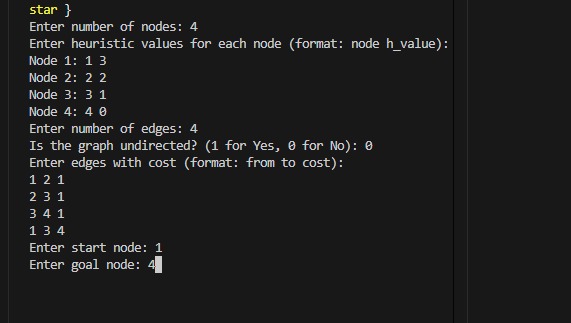 star }
Enter number of nodes: 4
Enter heuristic values for each node (format: node h_value):
Node 1: 1 3
Node 2: 2 2
Node 3: 3 1
Node 4: 4 0
Enter number of edges: 4
Is the graph undirected? (1 for Yes, 0 for No): 0
Enter edges with cost (format: from to cost):
1 2 1
2 3 1
3 4 1
1 3 4
Enter start node: 1
Enter goal node: 4